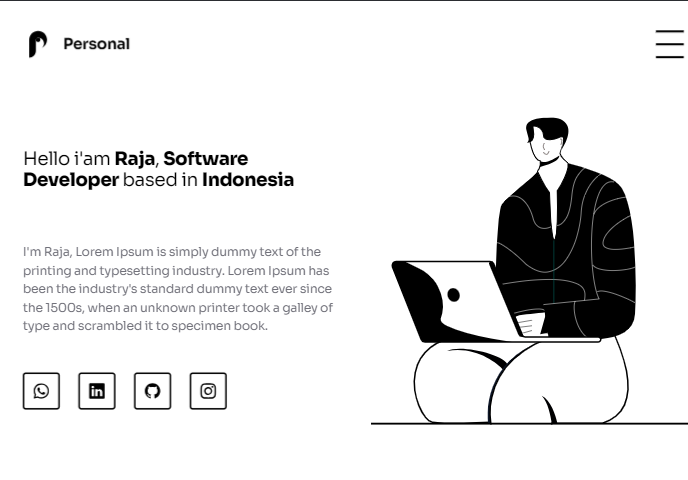 Personal
Hello i'am Raja, Software
Developer based in Indonesia
I'm Raja, Lorem Ipsum is simply dummy text of the
printing and typesetting industry. Lorem Ipsum has
been the industry's standard dummy text ever since
the 1500s, when an unknown printer took a galley of
type and scrambled it to specimen book.
in